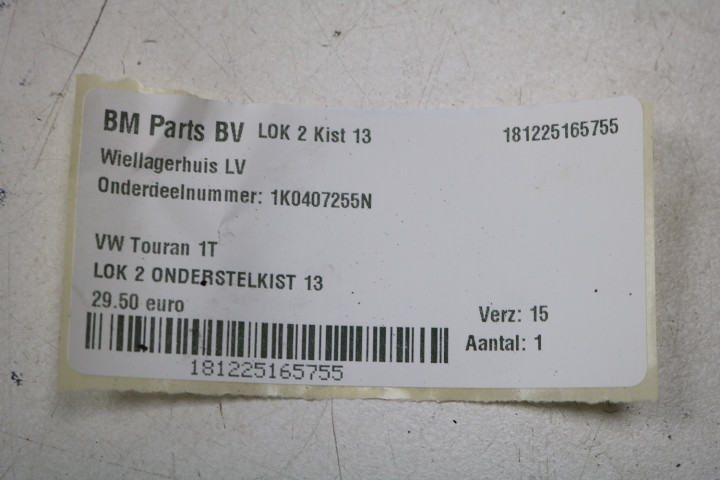 BM Parts BV LOK 2 Kist 13 181225165755
Wiellagerhuis LV
Onderdeelnummer: 1K0407255N
VW Touran 1T
LOK 2 ONDERSTELKIST 13
29.50 euro
Verz: 15
Aantal: 1
181225165755